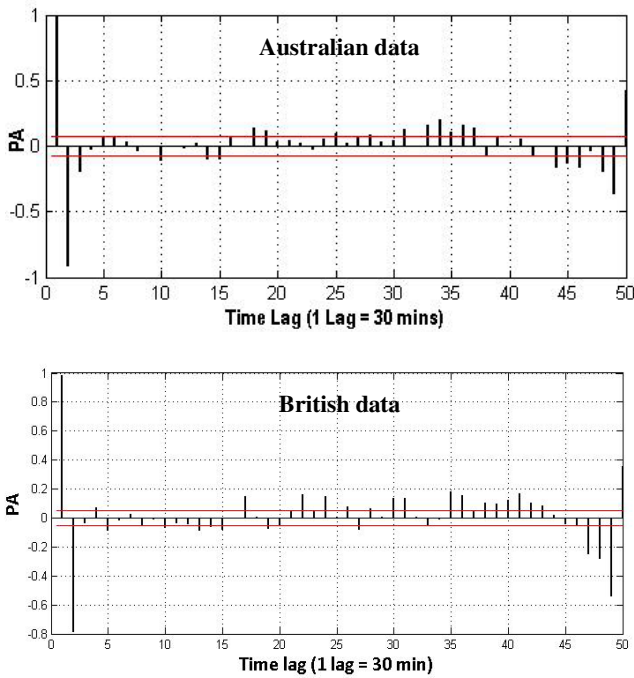 Australian data
PA
1
0.5
0
-0.5
-1
0 5 10 15 20 25 30 35 40 45 50
Time Lag (1 Lag = 30 mins)
British data
PA
1
0.8
0.6
0.4
0.2
0
-0.2
-0.4
-0.6
-0.8
0 5 10 15 20 25 30 35 40 45 50
Time lag (1 lag = 30 min)